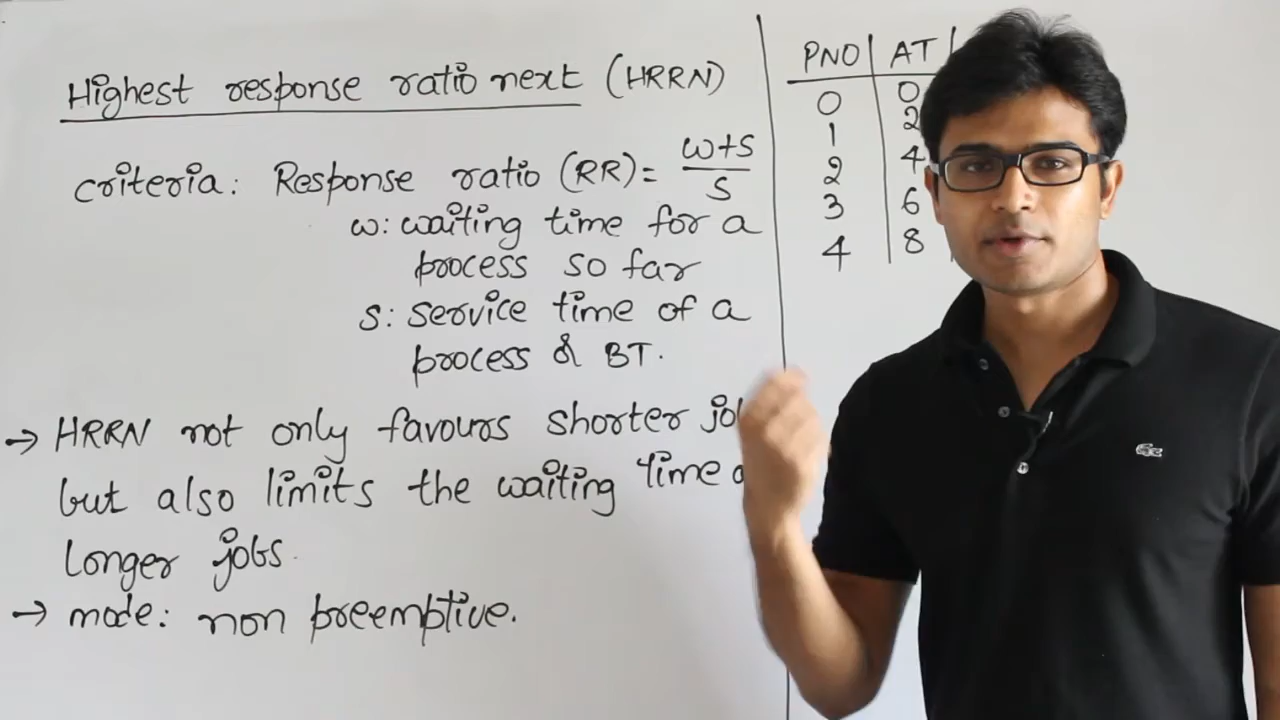 Highest response ratio next (HRRN)
criteria: Response ratio (RR) = w+s
s
w: waiting time for a
process so far
s: service time of a
process & BT.
→ HRRN not only favours shorter
but also limits the waiting time
longer jobs.
→ mode: non preemptive.
PNO AT
0 0
1 2
2 4
3 6
4 8